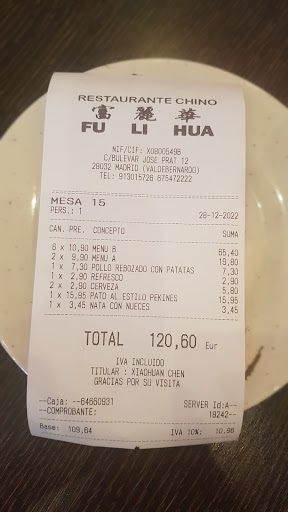 RESTAURANTE CHINO
富 麗 華
FU LI HUA
NIF/CIF: X0800549B
C/BULEVAR JOSE PRAT 12
28032 MADRID (VALDEBERNARDO)
TEL: 913015726 675472222
MESA 15
PERS.: 1 28-12-2022
CAN. PRE. CONCEPTO SUMA
6 x 10,90 MENU B 65,40
2 x 9,90 MENU A 19,80
1 x 7,30 POLLO REBOZADO CON PATATAS 7,30
1 x 2,90 REFRESCO 2,90
2 x 2,90 CERVEZA 5,80
1 x 15,95 PATO AL ESTILO PEKINES 15,95
1 x 3,45 NATA CON NUECES 3,45
TOTAL 120,60 Eur
IVA INCLUIDO
TITULAR : XIAOHUAN CHEN
GRACIAS POR SU VISITA
--Caja: --64660931 SERVER Id:A--
--COMPROBANTE: 19242--
Base: 109,64 IVA 10%: 10,96